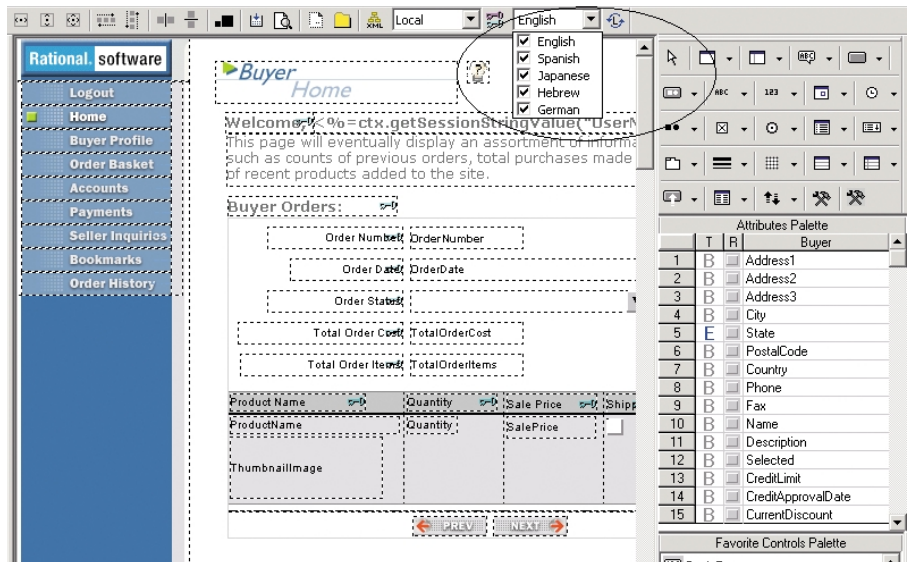 Local
English
English
Spanish
Japanese
Hebrew
German
Rational. software
Logout
Home
Buyer Profile
Order Basket
Accounts
Payments
Seller Inquiries
Bookmarks
Order History
Buyer
Home
Welcome, <%=ctx.getSessionStringValue("UserN
This page will eventually display an assortment of informa
such as counts of previous orders, total purchases made
of recent products added to the site.
Buyer Orders:
Order Number OrderNumber
Order Date OrderDate
Order Status
Total Order Cost TotalOrderCost
Total Order Items TotalOrderItems
Product Name Quantity Sale Price Shipp
ProductName Quantity SalePrice
ThumbnailImage
PREV NEXT
ABC
ABC 123
Attributes Palette
T R Buyer
1 B Address1
2 B Address2
3 B Address3
4 B City
5 E State
6 B PostalCode
7 B Country
8 B Phone
9 B Fax
10 B Name
11 B Description
12 B Selected
13 B CreditLimit
14 B CreditApprovalDate
15 B CurrentDiscount
Favorite Controls Palette